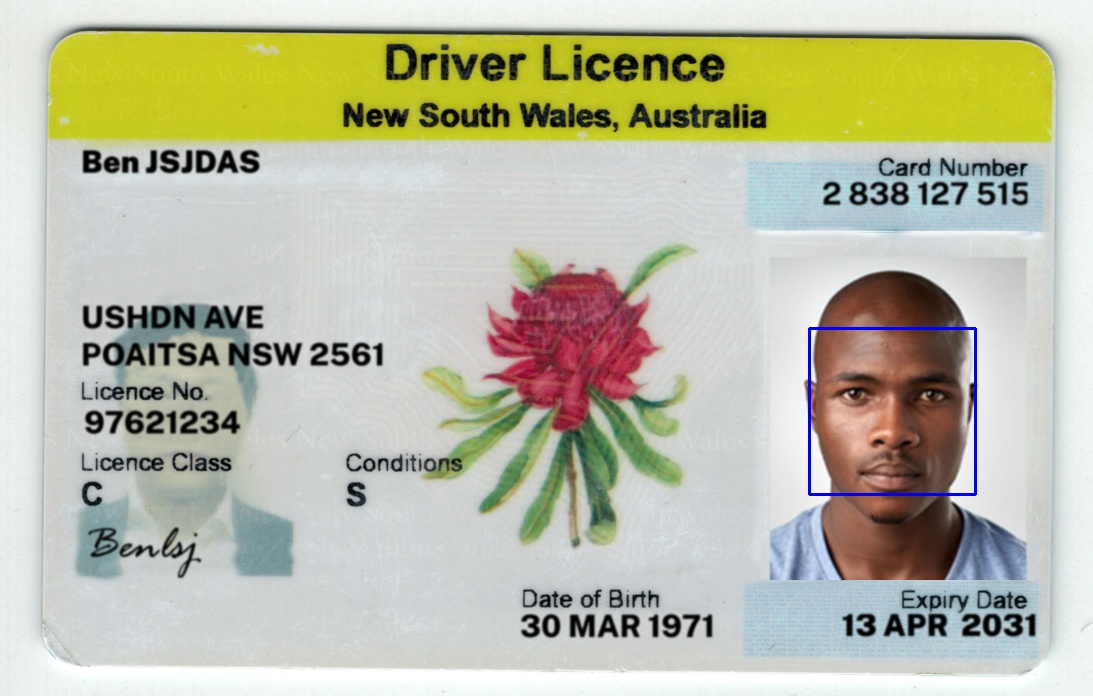 Driver Licence
New South Wales, Australia
Ben JSJDAS
Card Number
2 838 127 515
USHDN AVE
POAITSA NSW 2561
Licence No.
97621234
Licence Class
Conditions
C
S
Benlsj
Date of Birth
30 MAR 1971
Expiry Date
13 APR 2031